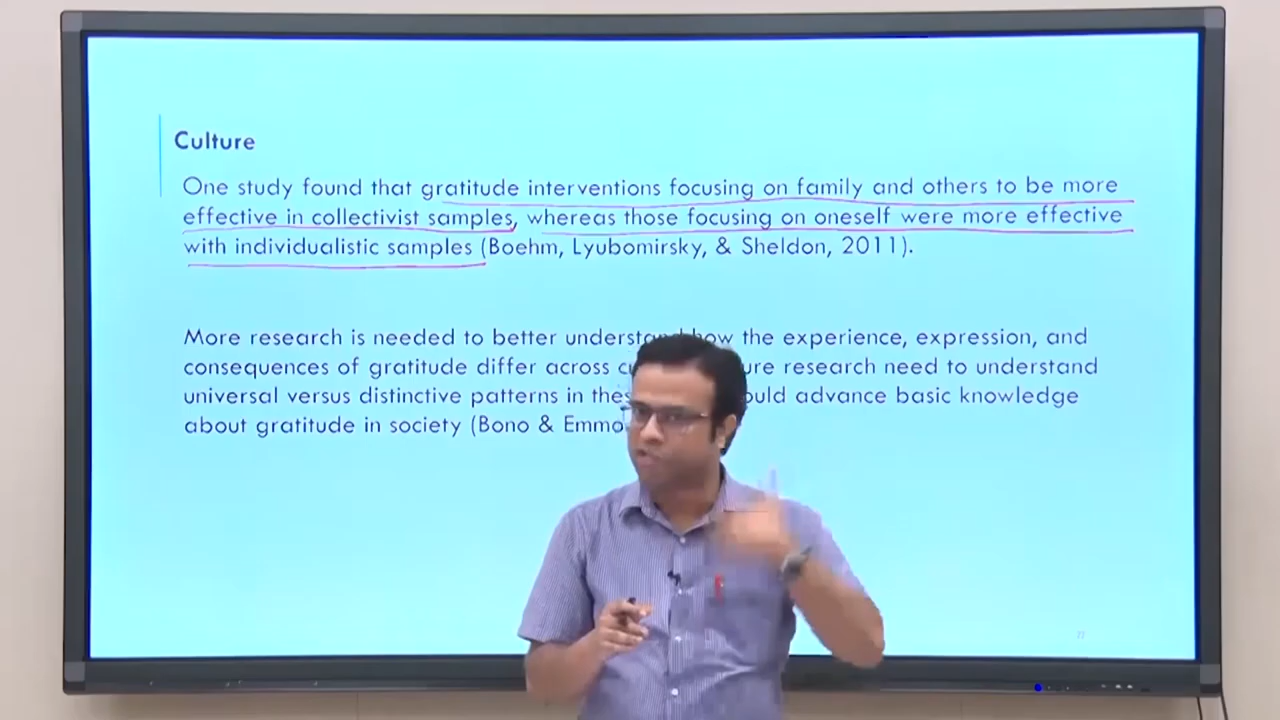 Culture
One study found that gratitude interventions focusing on family and others to be more
effective in collectivist samples, whereas those focusing on oneself were more effective
with individualistic samples (Boehm, Lyubomirsky, & Sheldon, 2011).
More research is needed to better understand how the experience, expression, and
consequences of gratitude differ across research need to understand
universal versus distinctive patterns in advance basic knowledge
about gratitude in society (Bono &